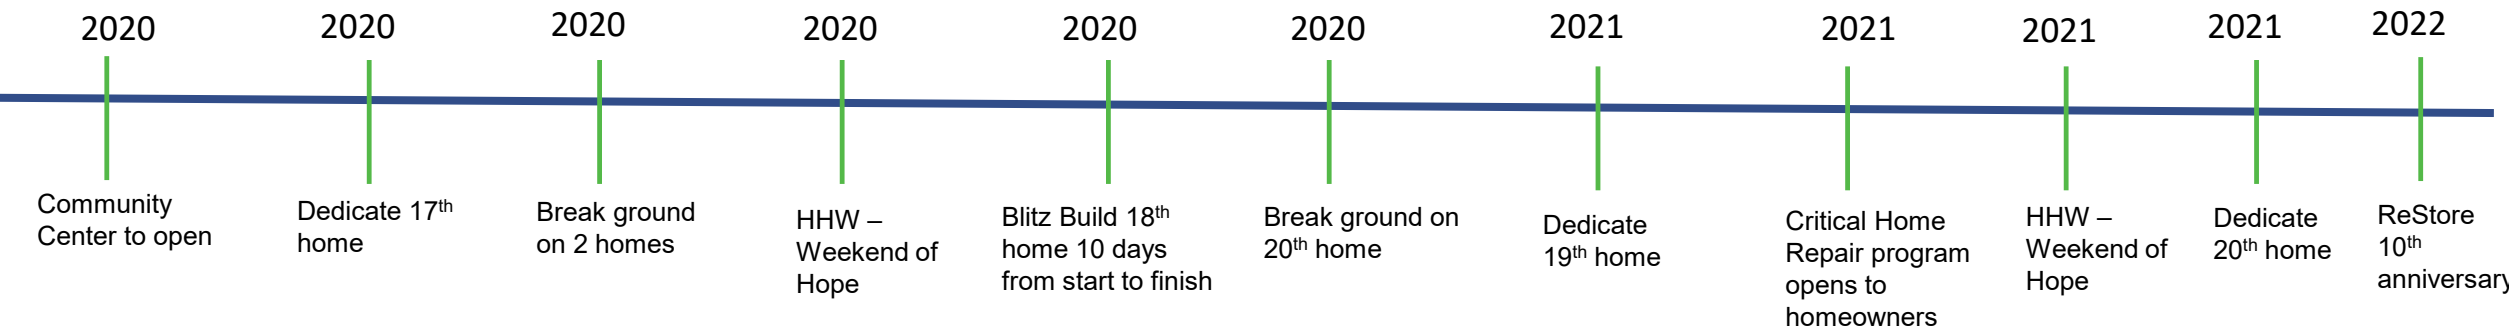 2020
2020
2020
2020
2020
2020
2021
2021
2021
2021
2022
Community
Center to open
Dedicate 17th
home
Break ground
on 2 homes
HHW –
Weekend of
Hope
Blitz Build 18th
home 10 days
from start to finish
Break ground on
20th home
Dedicate
19th home
Critical Home
Repair program
opens to
homeowners
HHW –
Weekend of
Hope
Dedicate
20th home
ReStore
10th
anniversary